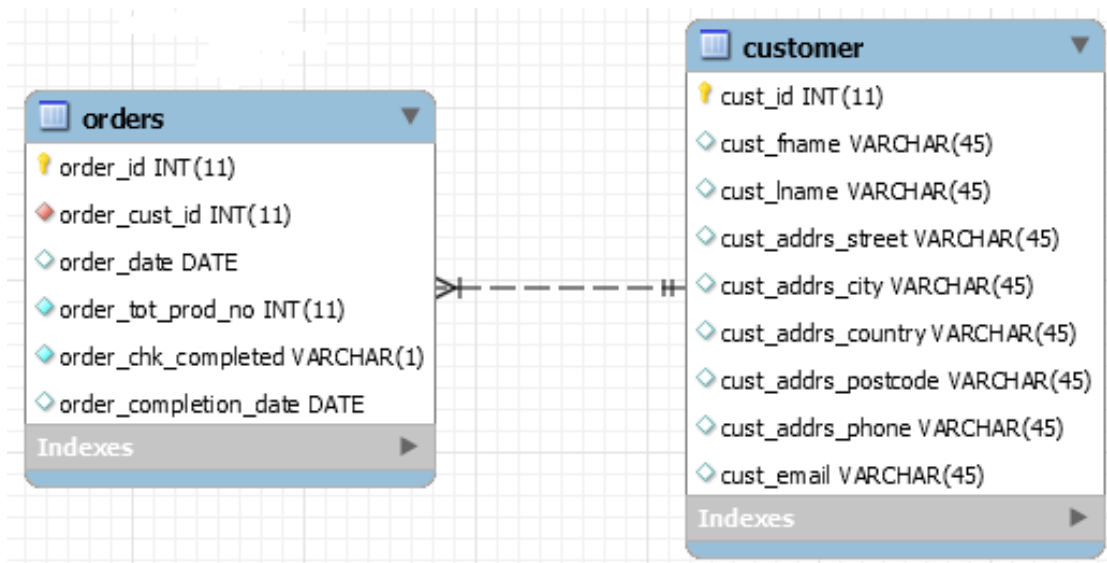 orders
order_id INT(11)
order_cust_id INT(11)
order_date DATE
order_tot_prod_no INT(11)
order_chk_completed VARCHAR(1)
order_completion_date DATE
Indexes
customer
cust_id INT(11)
cust_fname VARCHAR(45)
cust_lname VARCHAR(45)
cust_addrs_street VARCHAR(45)
cust_addrs_city VARCHAR(45)
cust_addrs_country VARCHAR(45)
cust_addrs_postcode VARCHAR(45)
cust_addrs_phone VARCHAR(45)
cust_email VARCHAR(45)
Indexes